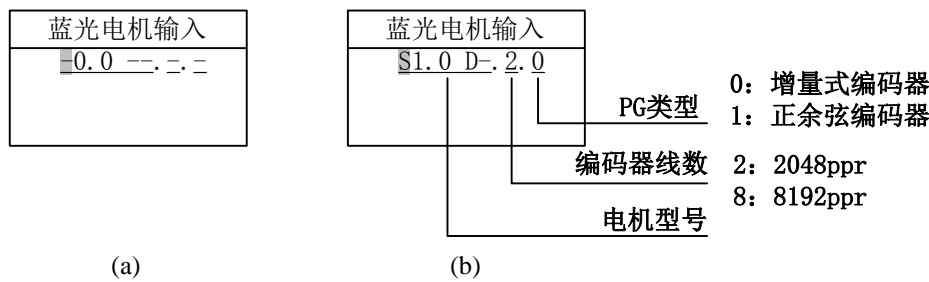 蓝光电机输入
-0.0 --.-.-
(a)
蓝光电机输入
S1.0 D-.2.0
PG类型
0：增量式编码器
1：正余弦编码器
编码器线数
2：2048ppr
8：8192ppr
电机型号
(b)